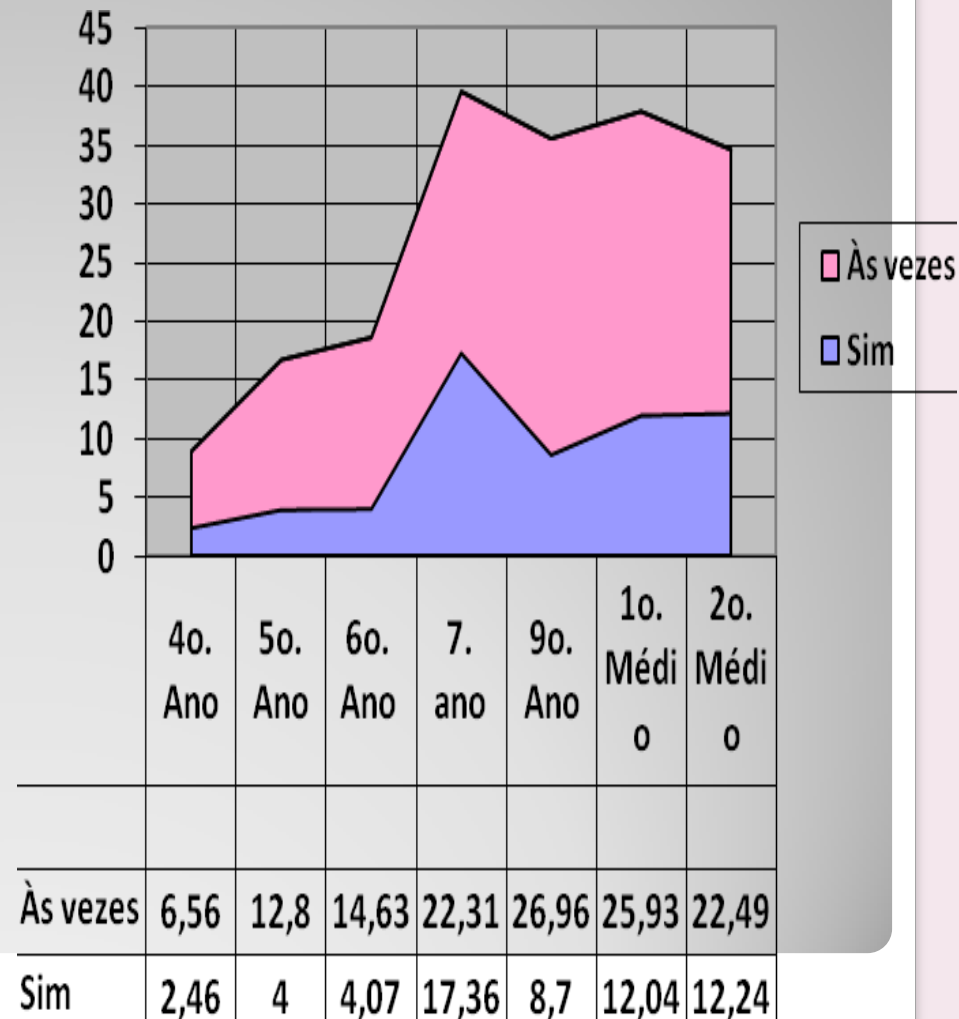 45
40
35
30
25
20
15
10
5
0
Às vezes
Sim
4o. Ano
5o. Ano
6o. Ano
7. ano
9o. Ano
1o. Médi o
2o. Médi o
Às vezes 6,56 12,8 14,63 22,31 26,96 25,93 22,49
Sim 2,46 4 4,07 17,36 8,7 12,04 12,24